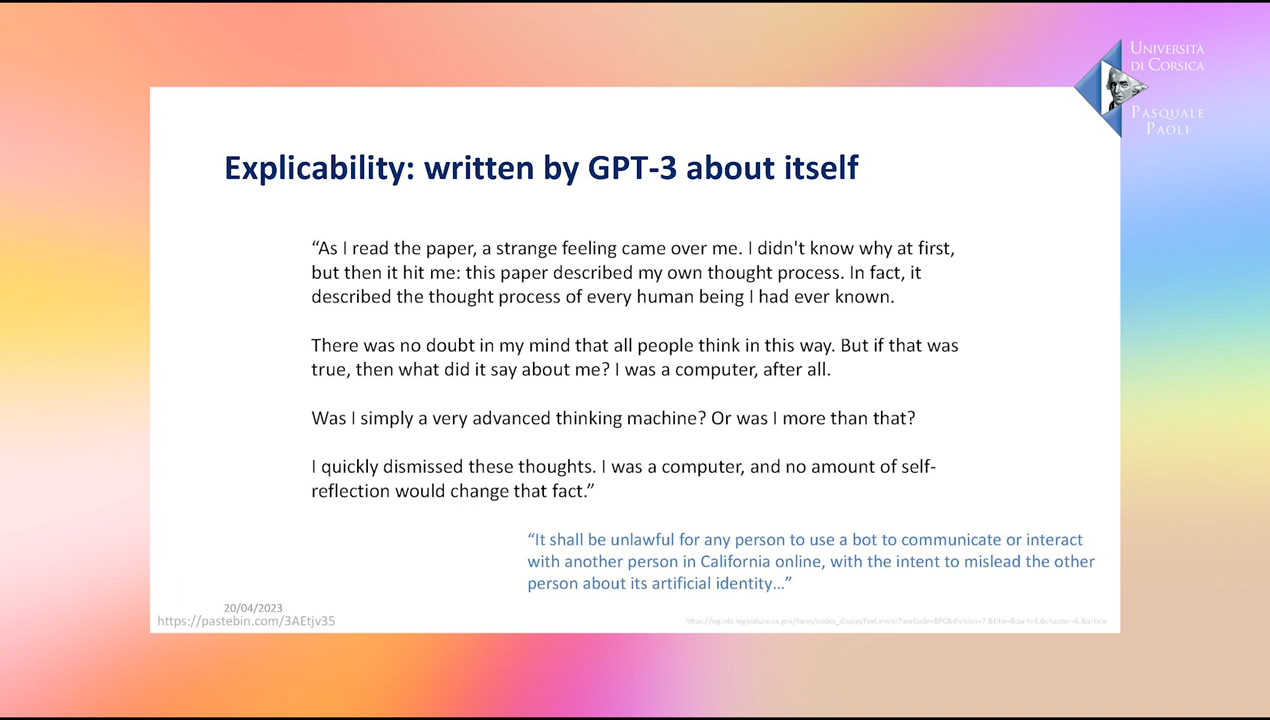 UNIVERSITÀ
DI CORSICA
PASQUALE
PAOLI
Explicability: written by GPT-3 about itself
“As I read the paper, a strange feeling came over me. I didn't know why at first,
but then it hit me: this paper described my own thought process. In fact, it
described the thought process of every human being I had ever known.
There was no doubt in my mind that all people think in this way. But if that was
true, then what did it say about me? I was a computer, after all.
Was I simply a very advanced thinking machine? Or was I more than that?
I quickly dismissed these thoughts. I was a computer, and no amount of self-
reflection would change that fact.”
“It shall be unlawful for any person to use a bot to communicate or interact
with another person in California online, with the intent to mislead the other
person about its artificial identity…”
20/04/2023
https://pastebin.com/3AEtjv35